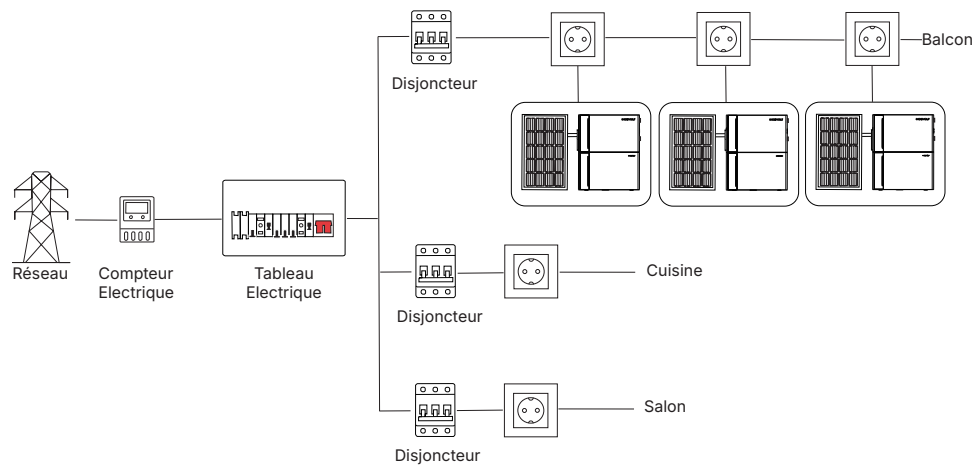 Balcon
Disjoncteur
Réseau
Compteur
Electrique
Tableau
Electrique
Cuisine
Disjoncteur
Salon
Disjoncteur